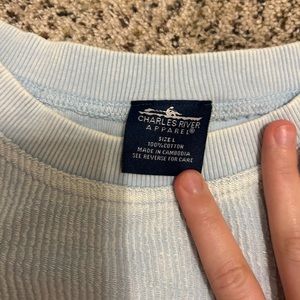 CHARLES RIVER
APPAREL®
SIZE L
100% COTTON
MADE IN CAMBODIA
SEE REVERSE FOR CARE